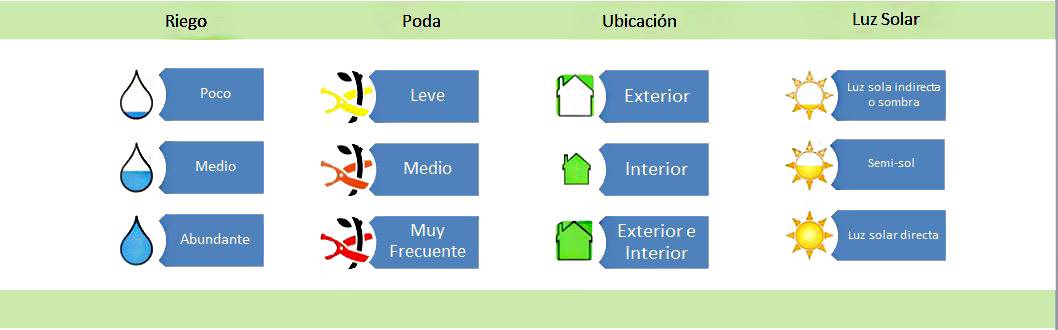 Riego
Poda
Ubicación
Luz Solar
Poco
Leve
Exterior
Luz sola indirecta
o sombra
Medio
Medio
Interior
Semi-sol
Abundante
Muy
Frecuente
Exterior e
Interior
Luz solar directa